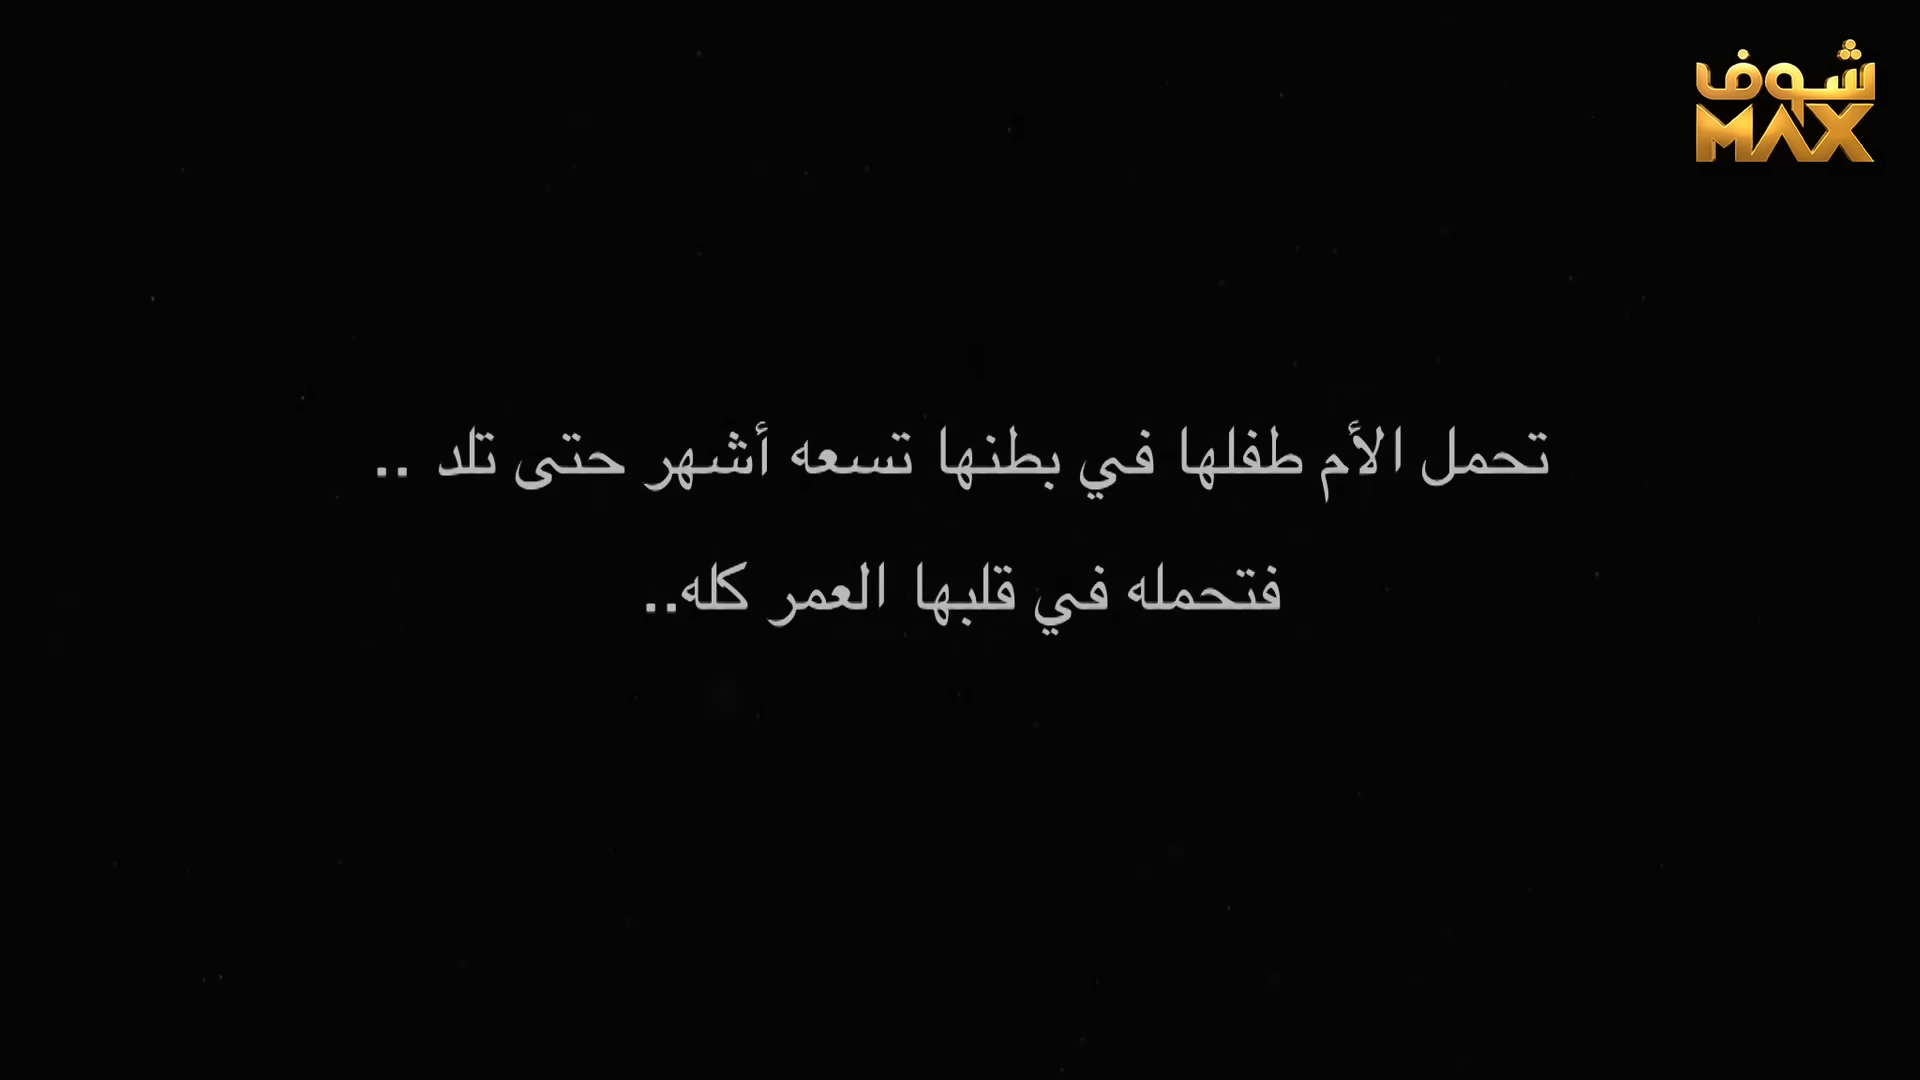 شوف
MAX
تحمل الأم طفلها في بطنها تسعه أشهر حتى تلد ..
فتحمله في قلبها العمر كله..